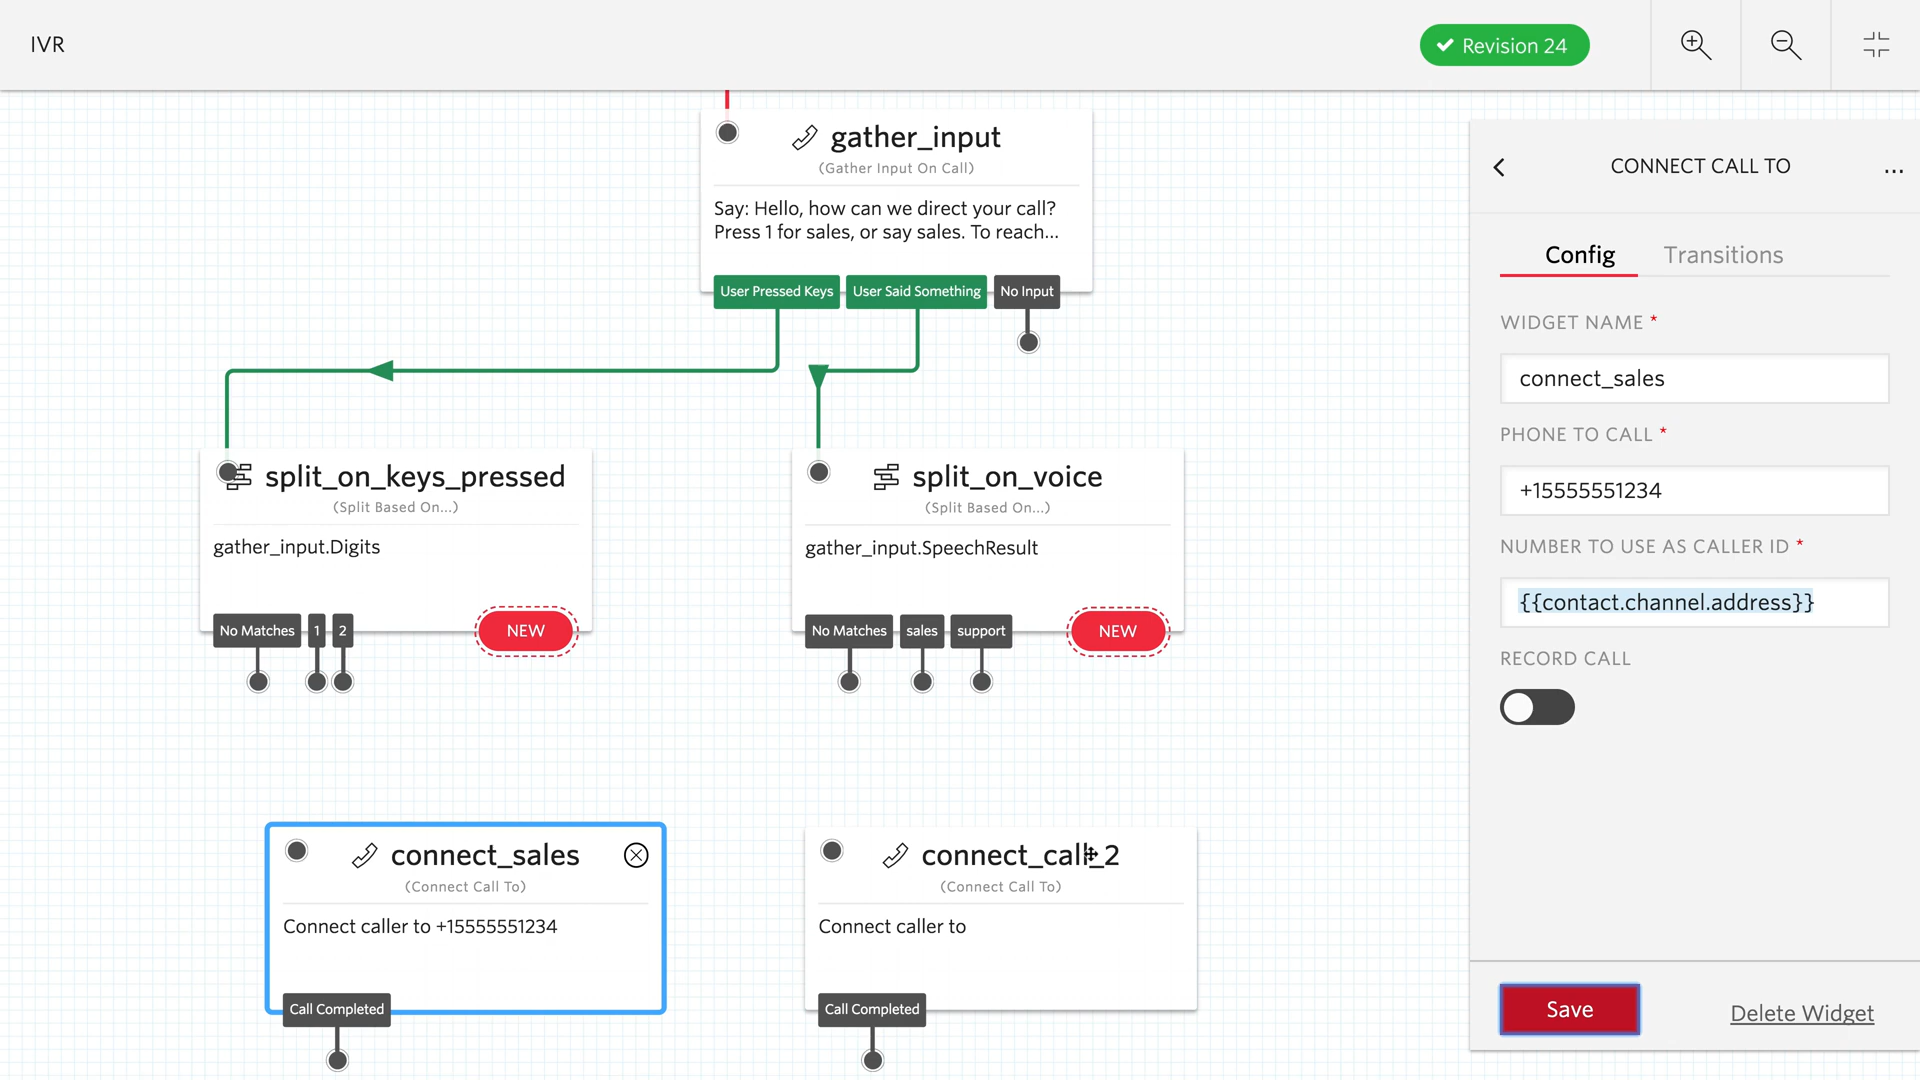 IVR
Revision 24
gather_input
(Gather Input On Call)
Say: Hello, how can we direct your call?
Press 1 for sales, or say sales. To reach...
User Pressed Keys
User Said Something
No Input
split_on_keys_pressed
(Split Based On...)
gather_input.Digits
No Matches
1
2
NEW
split_on_voice
(Split Based On...)
gather_input.SpeechResult
No Matches
sales
support
NEW
connect_sales
(Connect Call To)
Connect caller to +15555551234
Call Completed
connect_call_2
(Connect Call To)
Connect caller to
Call Completed
CONNECT CALL TO
...
Config
Transitions
WIDGET NAME *
connect_sales
PHONE TO CALL *
+15555551234
NUMBER TO USE AS CALLER ID *
{{contact.channel.address}}
RECORD CALL
Save
Delete Widget